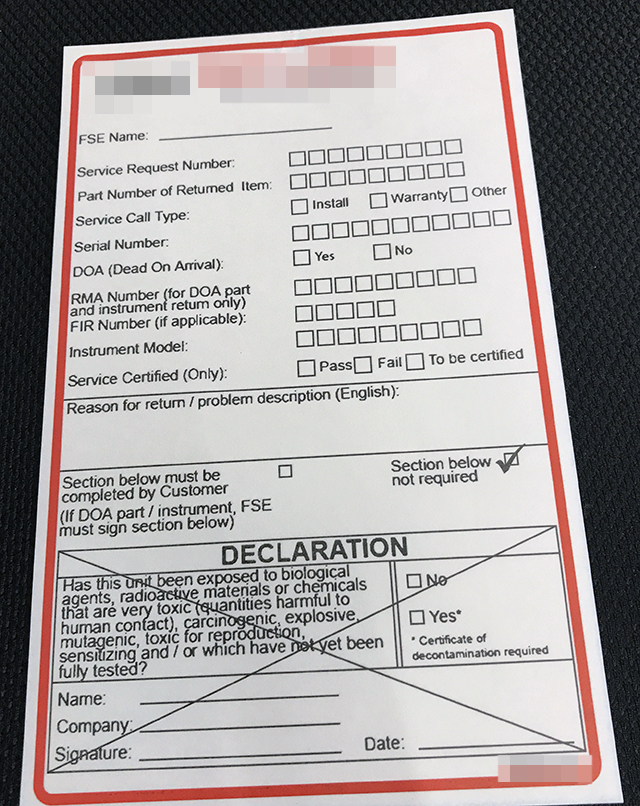 FSE Name:
Service Request Number:
Part Number of Returned Item:
Service Call Type: Install Warranty Other
Serial Number:
DOA (Dead On Arrival): Yes No
RMA Number (for DOA part
and instrument return only)
FIR Number (if applicable):
Instrument Model:
Service Certified (Only): Pass Fail To be certified
Reason for return / problem description (English):
Section below must be
completed by Customer
(If DOA part / instrument, FSE
must sign section below)
Section below
not required
DECLARATION
Has this unit been exposed to biological
agents, radioactive materials or chemicals
that are very toxic (quantities harmful to
human contact), carcinogenic, explosive,
mutagenic, toxic for reproduction,
sensitizing and / or which have not yet been
fully tested?
No
Yes*
* Certificate of
decontamination required
Name:
Company:
Signature: Date: